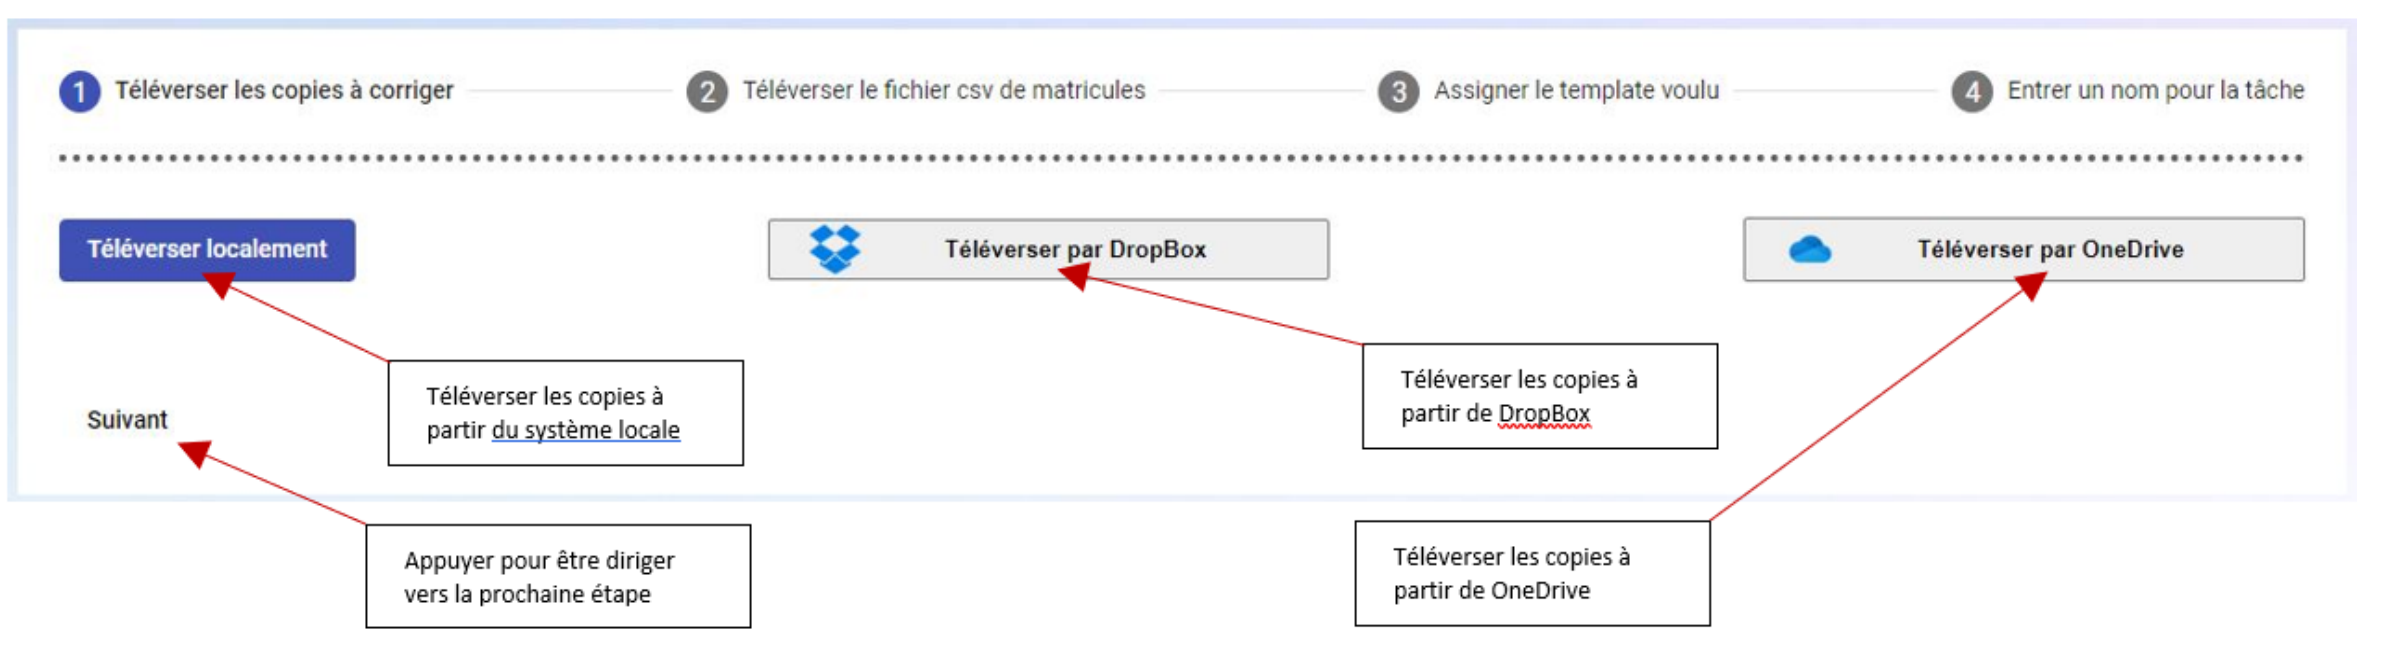 1 Téléverser les copies à corriger
2 Téléverser le fichier csv de matricules
3 Assigner le template voulu
4 Entrer un nom pour la tâche
Téléverser localement
Téléverser par DropBox
Téléverser par OneDrive
Téléverser les copies à
partir du système locale
Téléverser les copies à
partir de DropBox
Suivant
Appuyer pour être diriger
vers la prochaine étape
Téléverser les copies à
partir de OneDrive